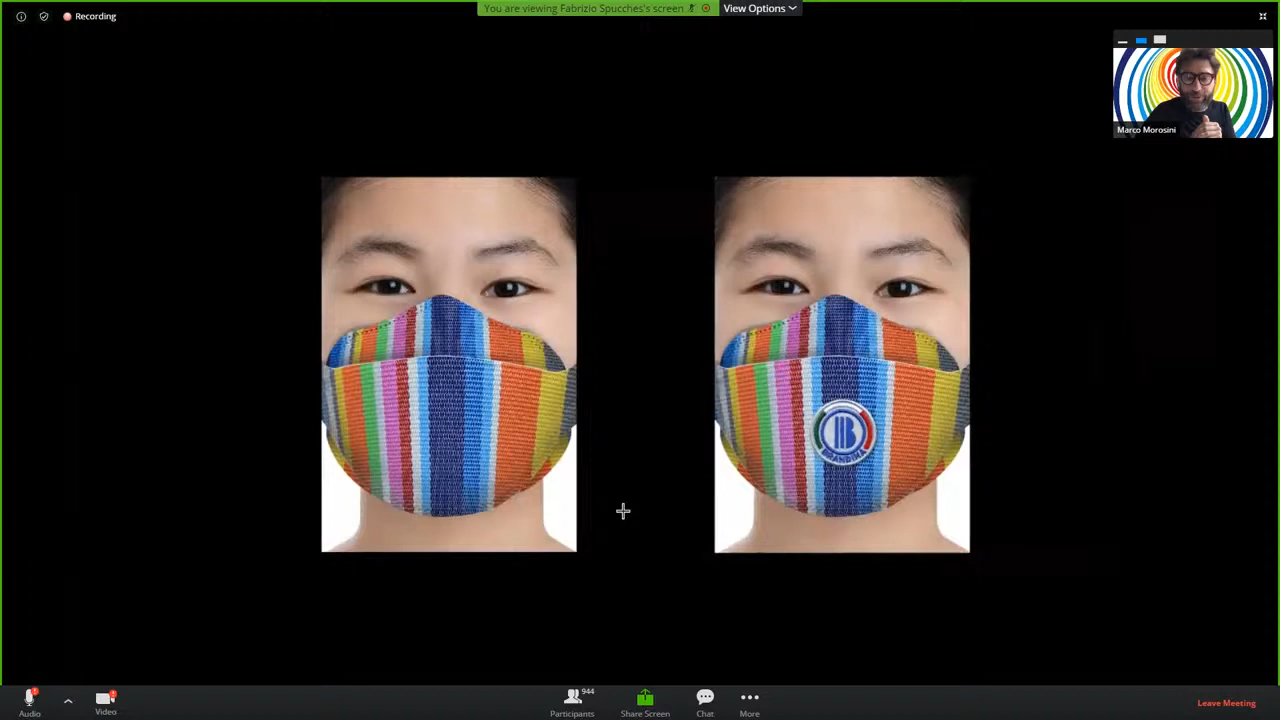 You are viewing Fabrizio Spucches's screen
View Options
Recording
Marco Morosini
B
BRANDINA
Audio
Video
944
Participants
Share Screen
Chat
More
Leave Meeting